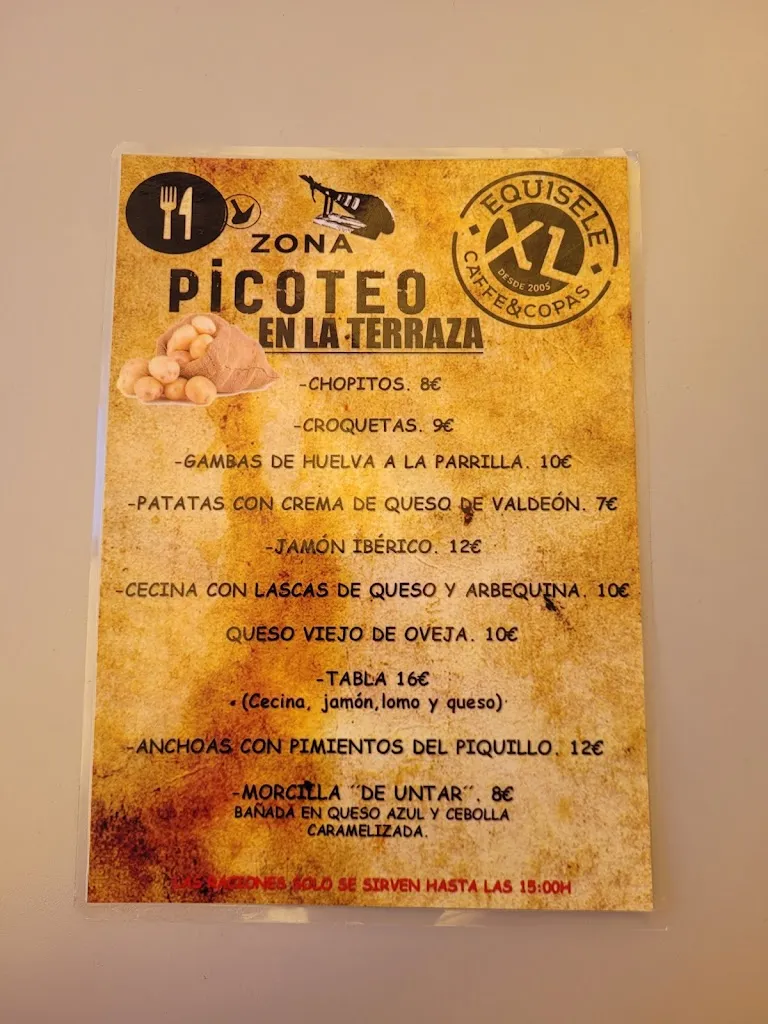 ZONA
PICOTEO
EN LA TERRAZA
EQUISELE
XL
DESDE 2005
CAFFE&COPAS
-CHOPITOS. 8€
-CROQUETAS. 9€
-GAMBAS DE HUELVA A LA PARRILLA. 10€
-PATATAS CON CREMA DE QUESO DE VALDEÓN. 7€
-JAMÓN IBÉRICO. 12€
-CECINA CON LASCAS DE QUESO Y ARBEQUINA. 10€
QUESO VIEJO DE OVEJA. 10€
-TABLA 16€
(Cecina, jamón,lomo y queso)
-ANCHOAS CON PIMIENTOS DEL PIQUILLO. 12€
-MORCILLA ´´DE UNTAR´´. 8€
BAÑADA EN QUESO AZUL Y CEBOLLA
CARAMELIZADA.
LAS RACIONES SOLO SE SIRVEN HASTA LAS 15:00H